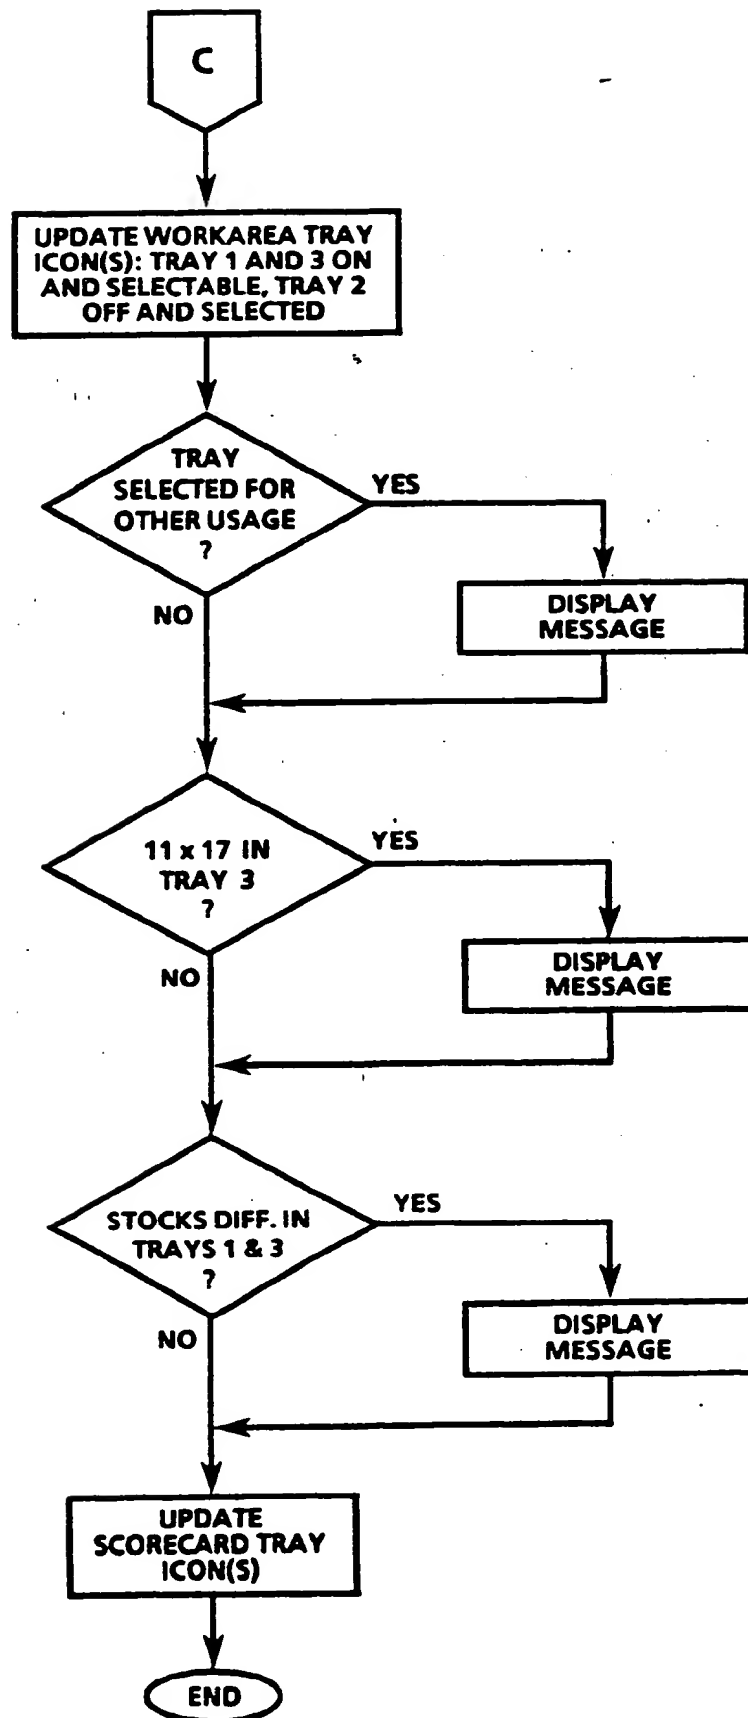 C
UPDATE WORKAREA TRAY
ICON(S): TRAY 1 AND 3 ON
AND SELECTABLE, TRAY 2
OFF AND SELECTED
TRAY
SELECTED FOR
OTHER USAGE
?
YES
NO
DISPLAY
MESSAGE
11 x 17 IN
TRAY 3
?
YES
NO
DISPLAY
MESSAGE
STOCKS DIFF. IN
TRAYS 1 & 3
?
YES
NO
DISPLAY
MESSAGE
UPDATE
SCORECARD TRAY
ICON(S)
END